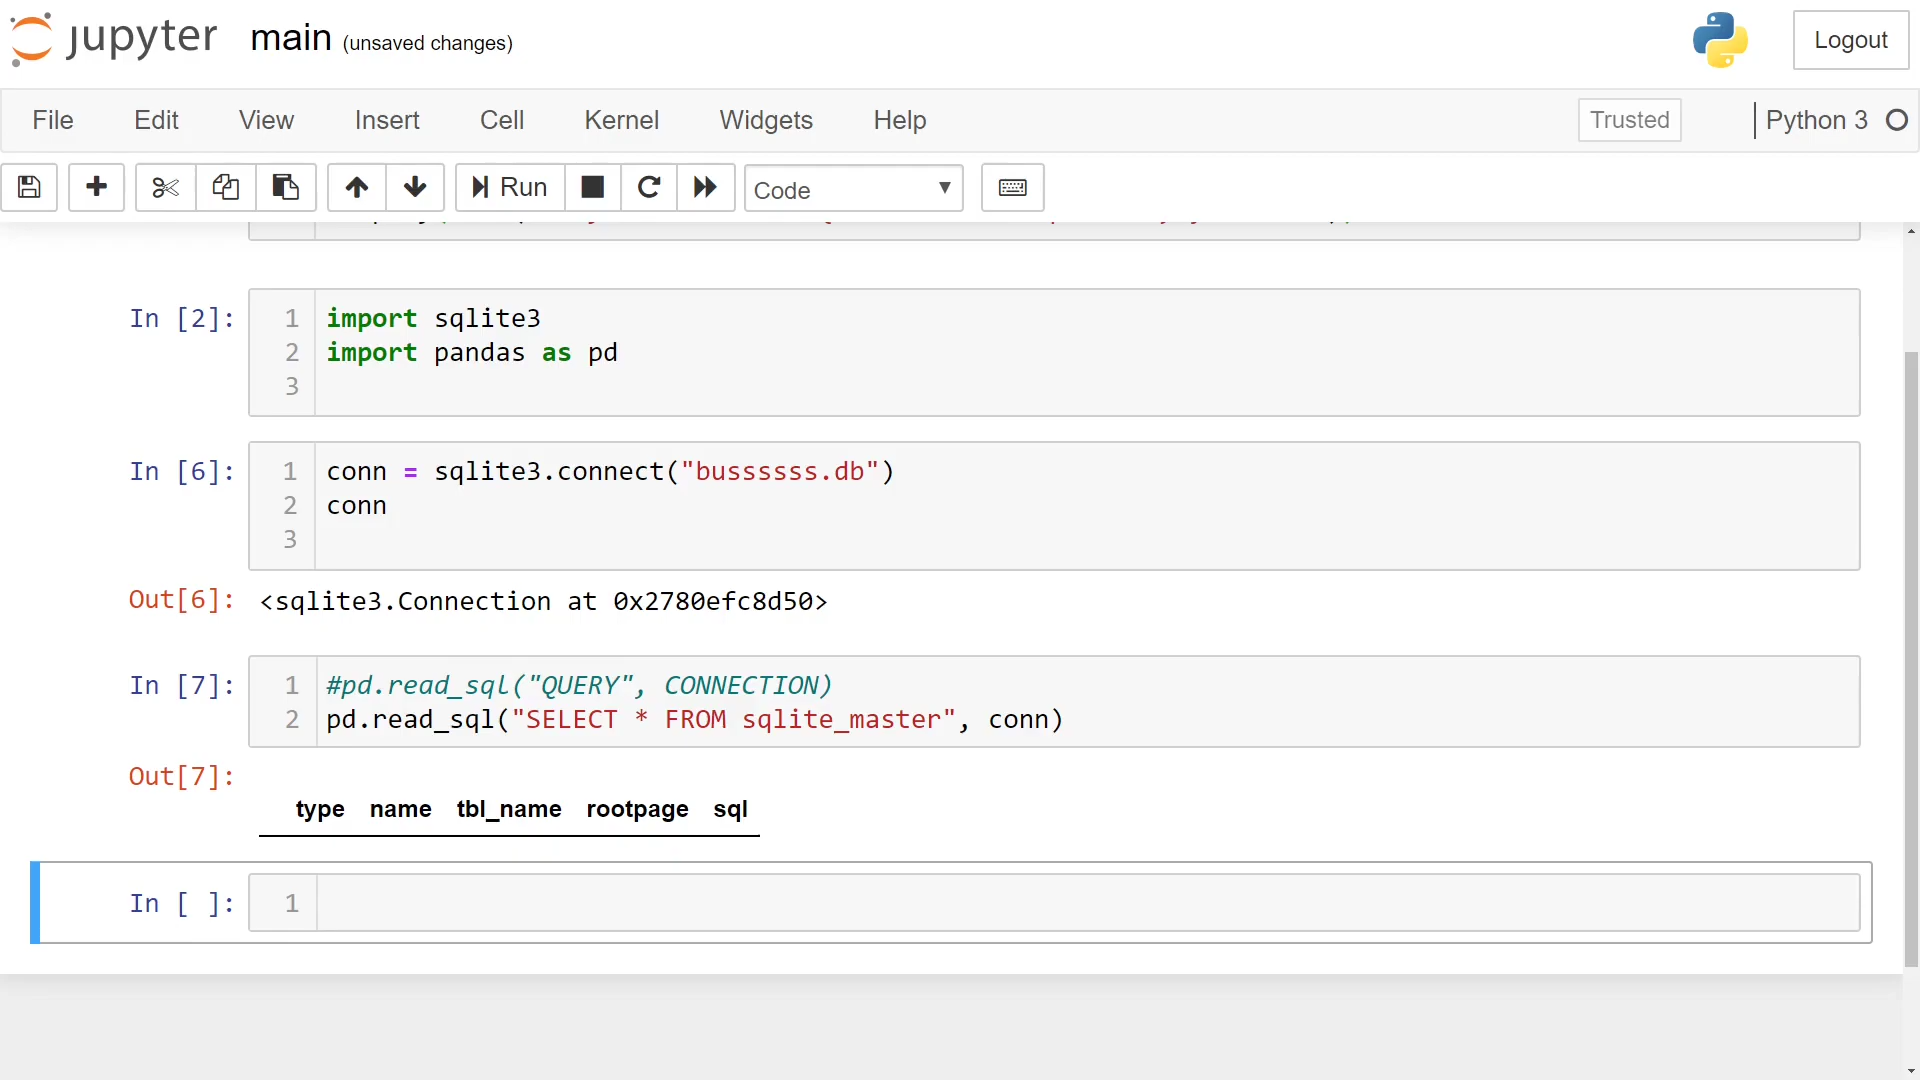 jupyter main (unsaved changes)
Logout
File Edit View Insert Cell Kernel Widgets Help Trusted Python 3
Run Code
In [2]:
1 import sqlite3
2 import pandas as pd
3
In [6]:
1 conn = sqlite3.connect("bussssss.db")
2 conn
3
Out[6]: <sqlite3.Connection at 0x2780efc8d50>
In [7]:
1 #pd.read_sql("QUERY", CONNECTION)
2 pd.read_sql("SELECT * FROM sqlite_master", conn)
Out[7]:
type name tbl_name rootpage sql
In [ ]: 1